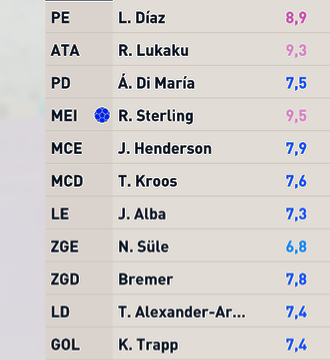 PE L. Díaz 8,9
ATA R. Lukaku 9,3
PD Á. Di María 7,5
MEI R. Sterling 9,5
MCE J. Henderson 7,9
MCD T. Kroos 7,6
LE J. Alba 7,3
ZGE N. Süle 6,8
ZGD Bremer 7,8
LD T. Alexander-Ar... 7,4
GOL K. Trapp 7,4